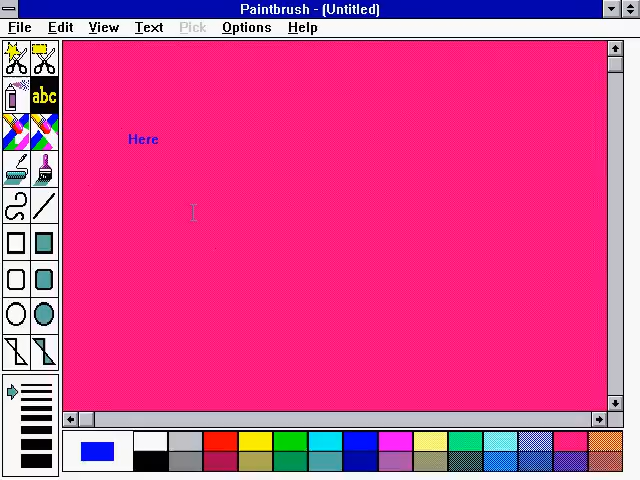 Paintbrush - (Untitled)
File Edit View Text Pick Options Help
abc
Here